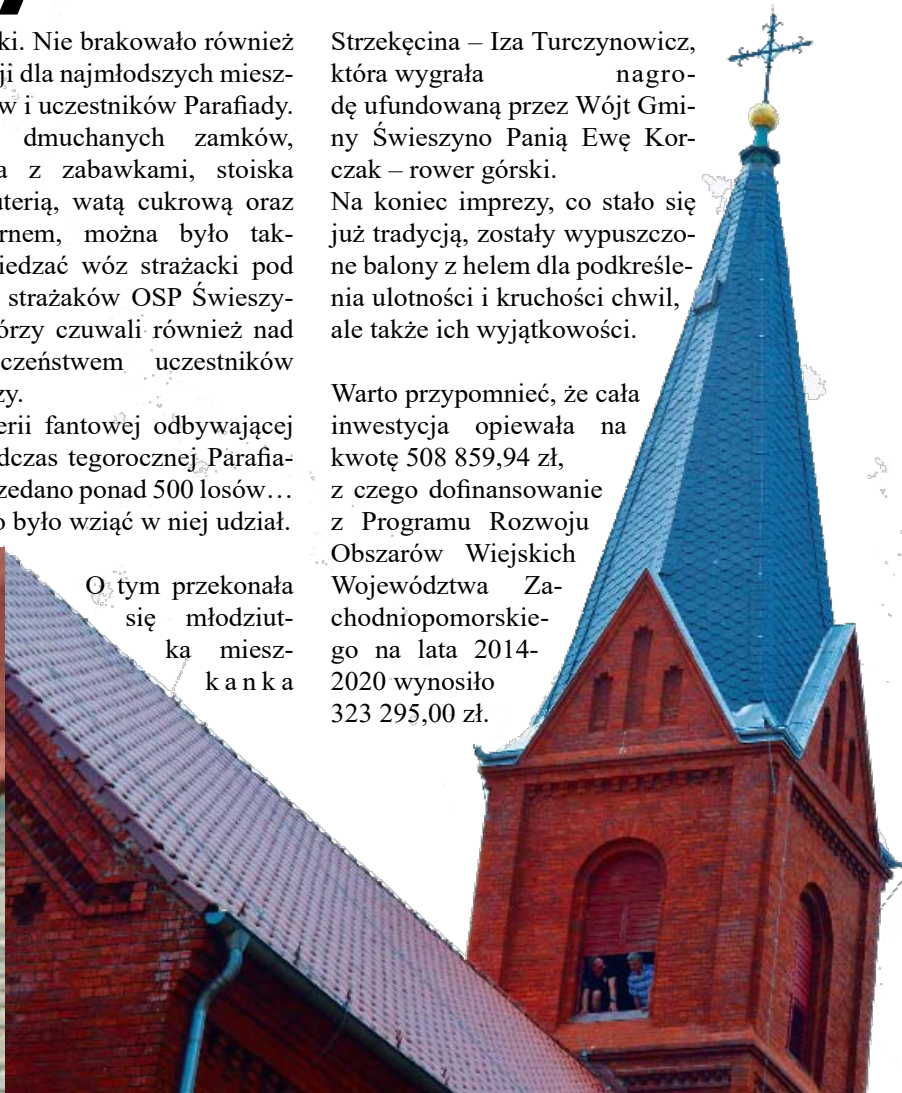 ki. Nie brakowało również
ji dla najmłodszych miesz-
w i uczestników Parafiady.
dmuchanych zamków,
a z zabawkami, stoiska
uterią, watą cukrową oraz
rnem, można było tak-
iedzać wóz strażacki pod
strażaków OSP Świeszy-
órzy czuwali również nad
czeństwem uczestników
zy.
erii fantowej odbywającej
dczas tegorocznej Parafia-
zedano ponad 500 losów…
o było wziąć w niej udział.
O tym przekonała
się młodziut-
ka miesz-
kanka
Strzekęcina – Iza Turczynowicz,
która wygrała nagro-
dę ufundowaną przez Wójt Gmi-
ny Świeszyno Panią Ewę Kor-
czak – rower górski.
Na koniec imprezy, co stało się
już tradycją, zostały wypuszczo-
ne balony z helem dla podkreśle-
nia ulotności i kruchości chwil,
ale także ich wyjątkowości.
Warto przypomnieć, że cała
inwestycja opiewała na
kwotę 508 859,94 zł,
z czego dofinansowanie
z Programu Rozwoju
Obszarów Wiejskich
Województwa Za-
chodniopomorskie-
go na lata 2014-
2020 wynosiło
323 295,00 zł.